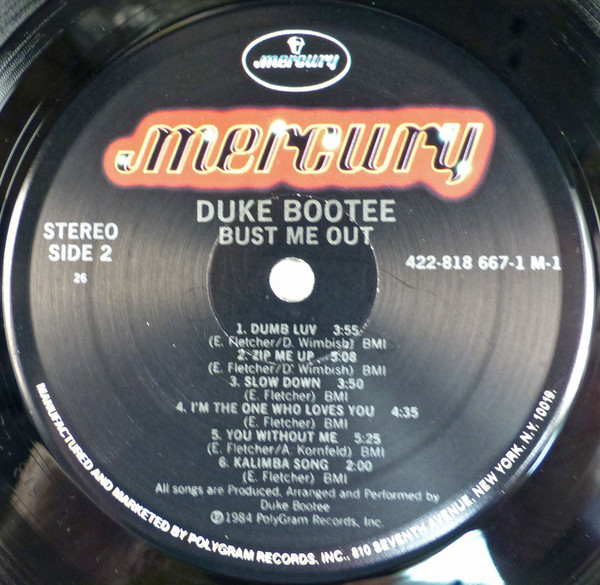 mercury
mercury
DUKE BOOTEE
BUST ME OUT
STEREO
SIDE 2
26
422-818 667-1 M-1
1. DUMB LUV 3:55
(E. Fletcher/D. Wimbish) BMI
2. ZIP ME UP 5:08
(E. Fletcher/D. Wimbish) BMI
3. SLOW DOWN 3:50
(E. Fletcher) BMI
4. I'M THE ONE WHO LOVES YOU 4:35
(E. Fletcher) BMI
5. YOU WITHOUT ME 5:25
(E. Fletcher/A. Kornfeld) BMI
6. KALIMBA SONG 2:00
(E. Fletcher) BMI
All songs are Produced, Arranged and Performed by
Duke Bootee
℗1984 PolyGram Records, Inc.
MANUFACTURED AND MARKETED BY POLYGRAM RECORDS, INC., 810 SEVENTH AVENUE, NEW YORK, N.Y. 10019.